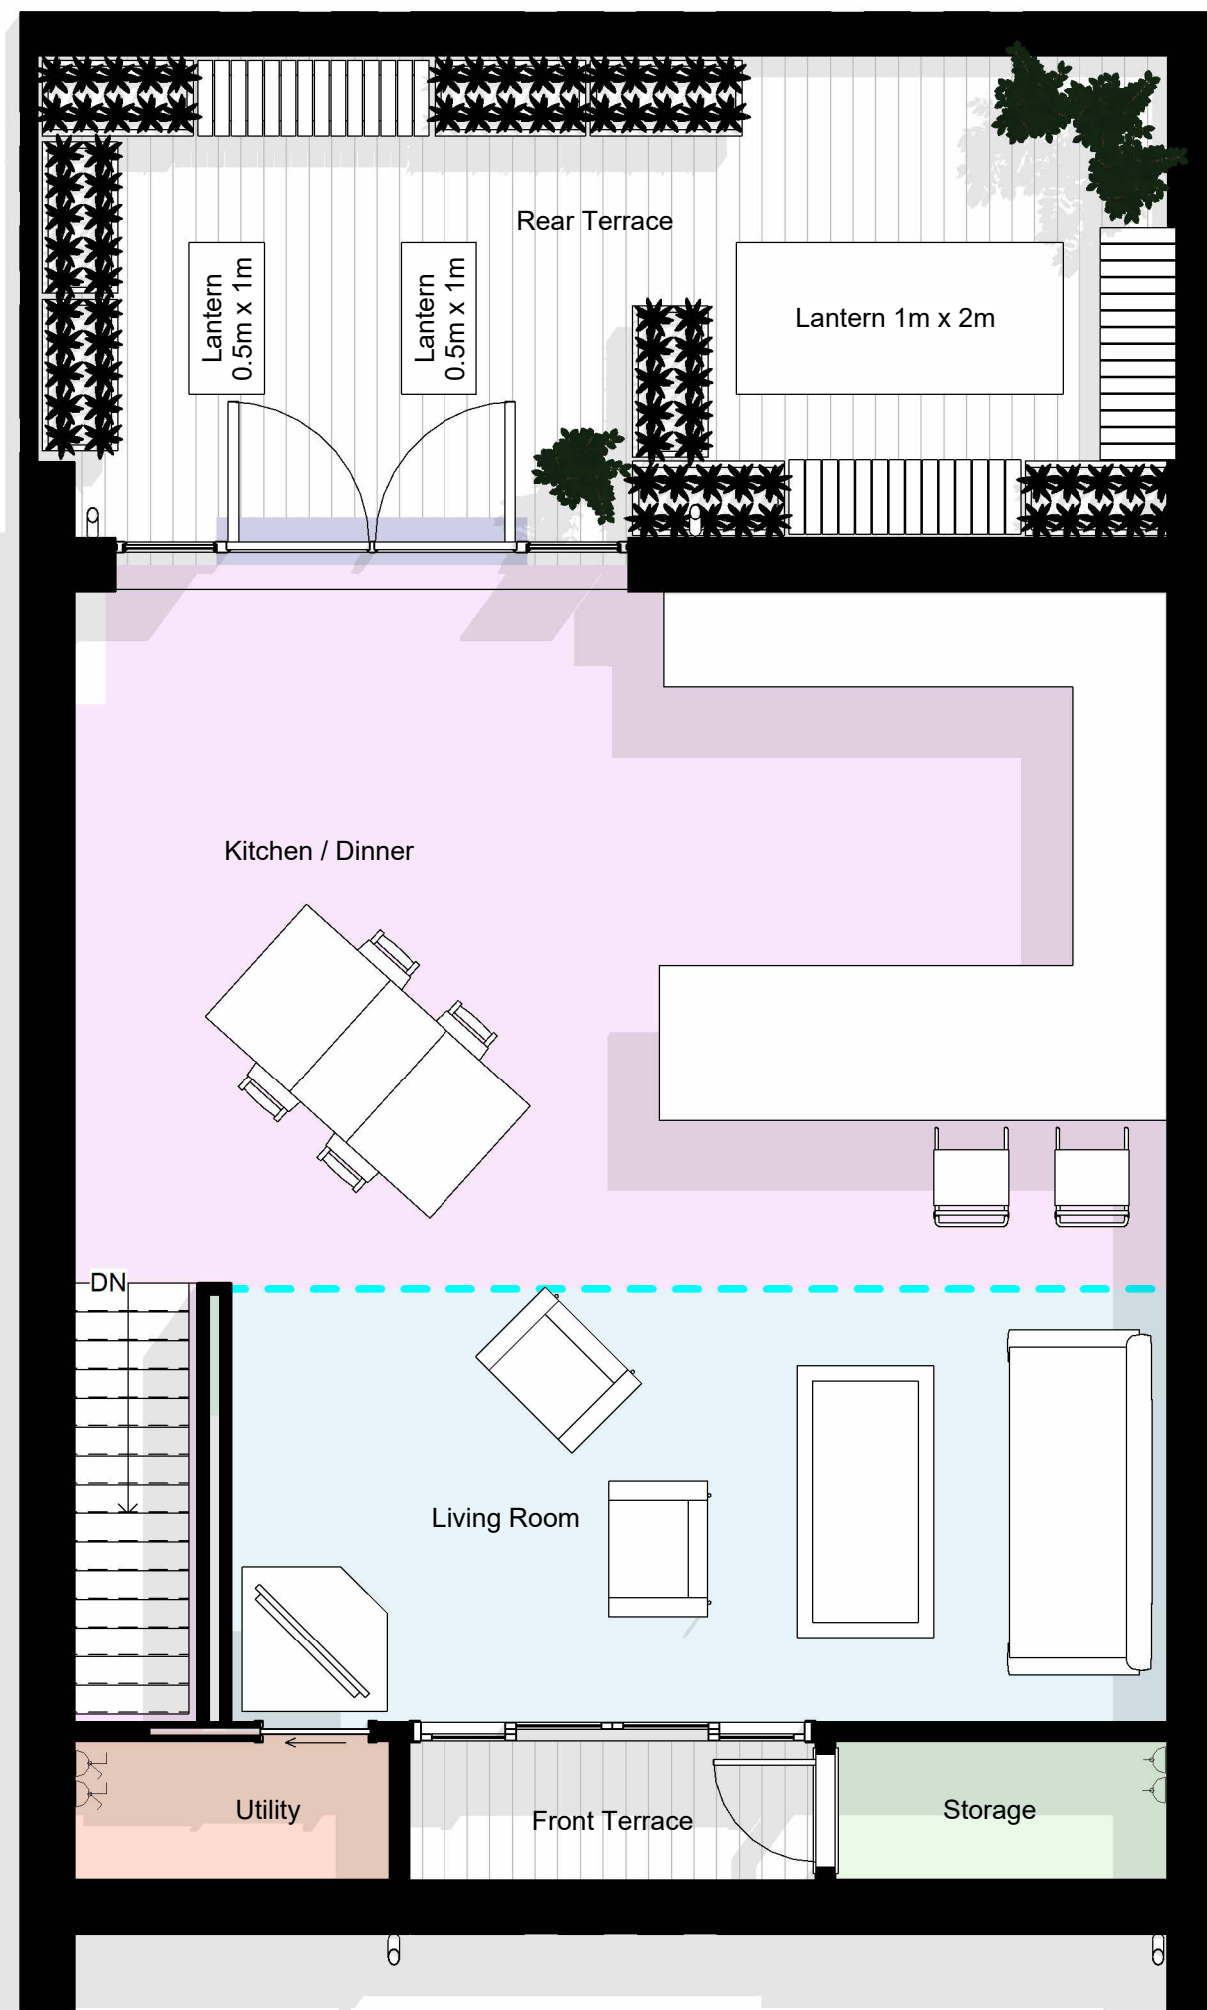 Rear Terrace
Lantern
0.5m x 1m
Lantern
0.5m x 1m
Lantern 1m x 2m
Kitchen / Dinner
DN
Living Room
Utility
Front Terrace
Storage